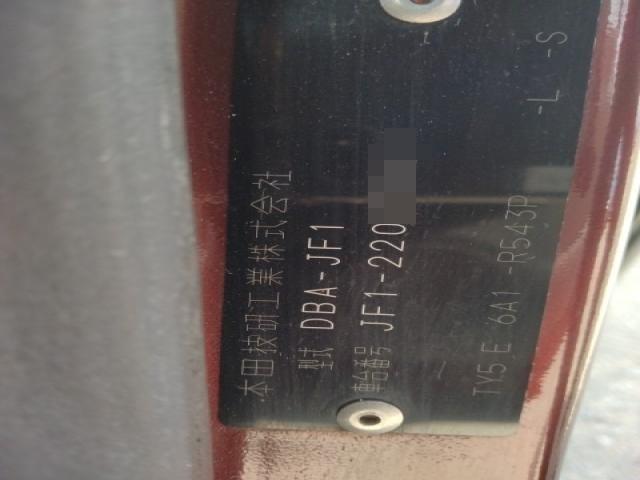 本田技研工業株式会社
型式 DBA-JF1
車台番号 JF1-220
TY5 E 6A1 -R543P -L -S